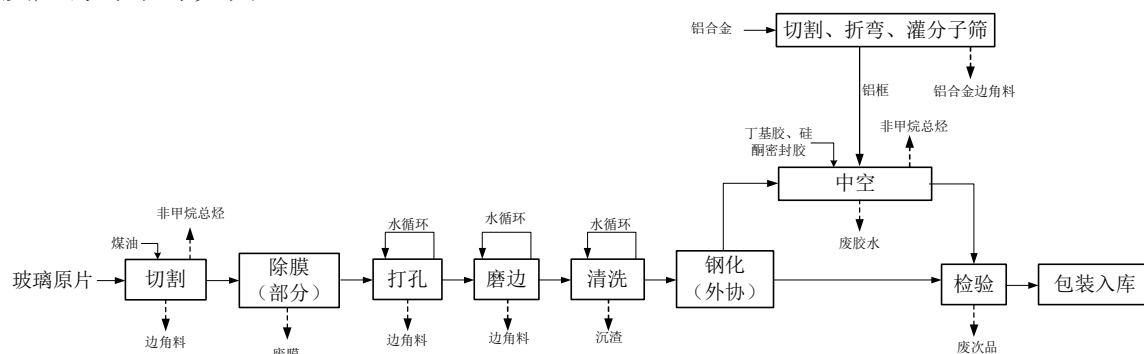 铝合金
切割、折弯、灌分子筛
铝框
铝合金边角料
丁基胶、硅
酮密封胶
非甲烷总烃
中空
废胶水
非甲烷总烃
煤油
水循环
水循环
水循环
玻璃原片
切割
除膜
（部分）
打孔
磨边
清洗
钢化
（外协）
检验
包装入库
边角料
废膜
边角料
边角料
沉渣
废次品